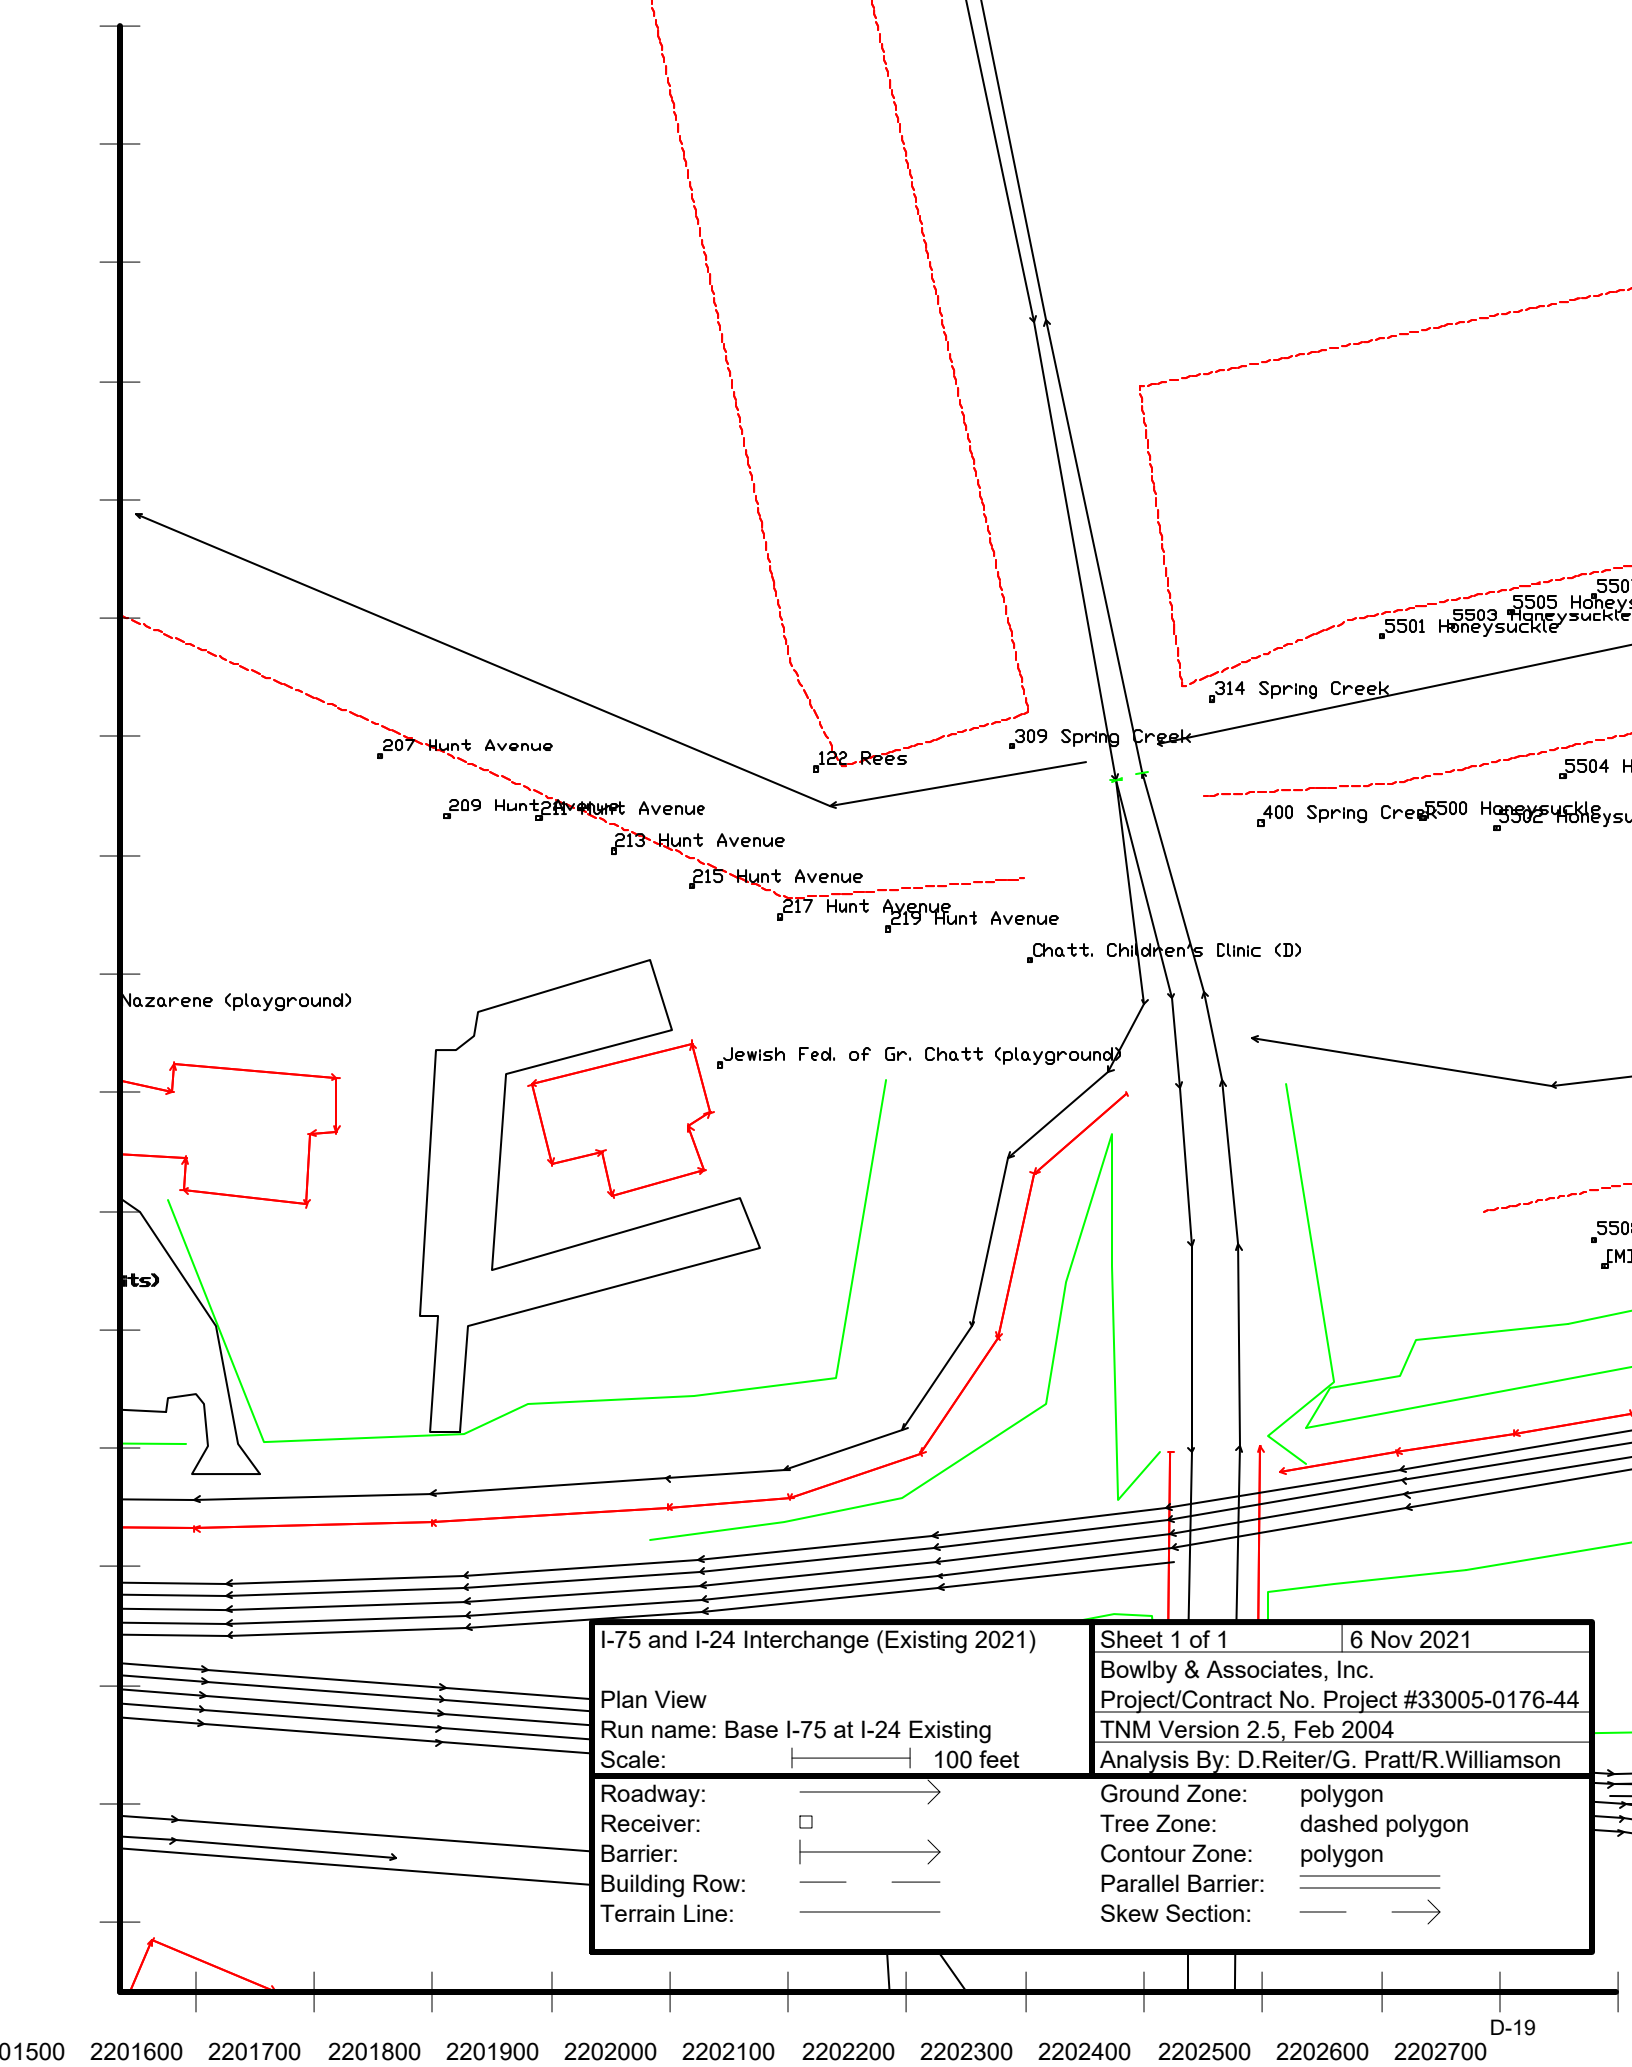 5507
5505 Honeys
5503 Honeysuckle
5501 Honeysuckle
314 Spring Creek
309 Spring Creek
207 Hunt Avenue
122 Rees
5504 H
209 Hunt Avenue
211 Hunt Avenue
400 Spring Creek
5500 Honeysuckle
5502 Honeysu
213 Hunt Avenue
215 Hunt Avenue
217 Hunt Avenue
219 Hunt Avenue
Chatt. Children's Clinic (D)
Nazarene (playground)
Jewish Fed. of Gr. Chatt (playground)
5508
[MI
its)
I-75 and I-24 Interchange (Existing 2021)
Plan View
Run name: Base I-75 at I-24 Existing
Scale: 100 feet
Sheet 1 of 1 6 Nov 2021
Bowlby & Associates, Inc.
Project/Contract No. Project #33005-0176-44
TNM Version 2.5, Feb 2004
Analysis By: D.Reiter/G. Pratt/R.Williamson
Roadway:
Receiver:
Barrier:
Building Row:
Terrain Line:
Ground Zone: polygon
Tree Zone: dashed polygon
Contour Zone: polygon
Parallel Barrier:
Skew Section:
D-19
01500 2201600 2201700 2201800 2201900 2202000 2202100 2202200 2202300 2202400 2202500 2202600 2202700